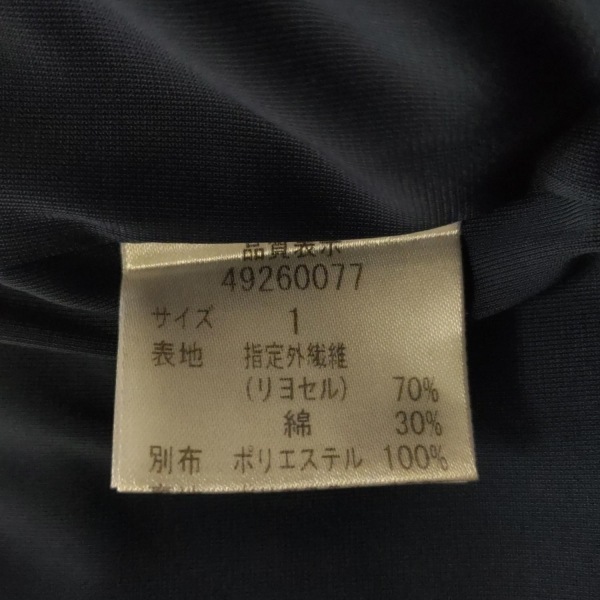 品質表示
49260077
サイズ 1
表地 指定外繊維
(リヨセル) 70%
綿 30%
別布 ポリエステル 100%